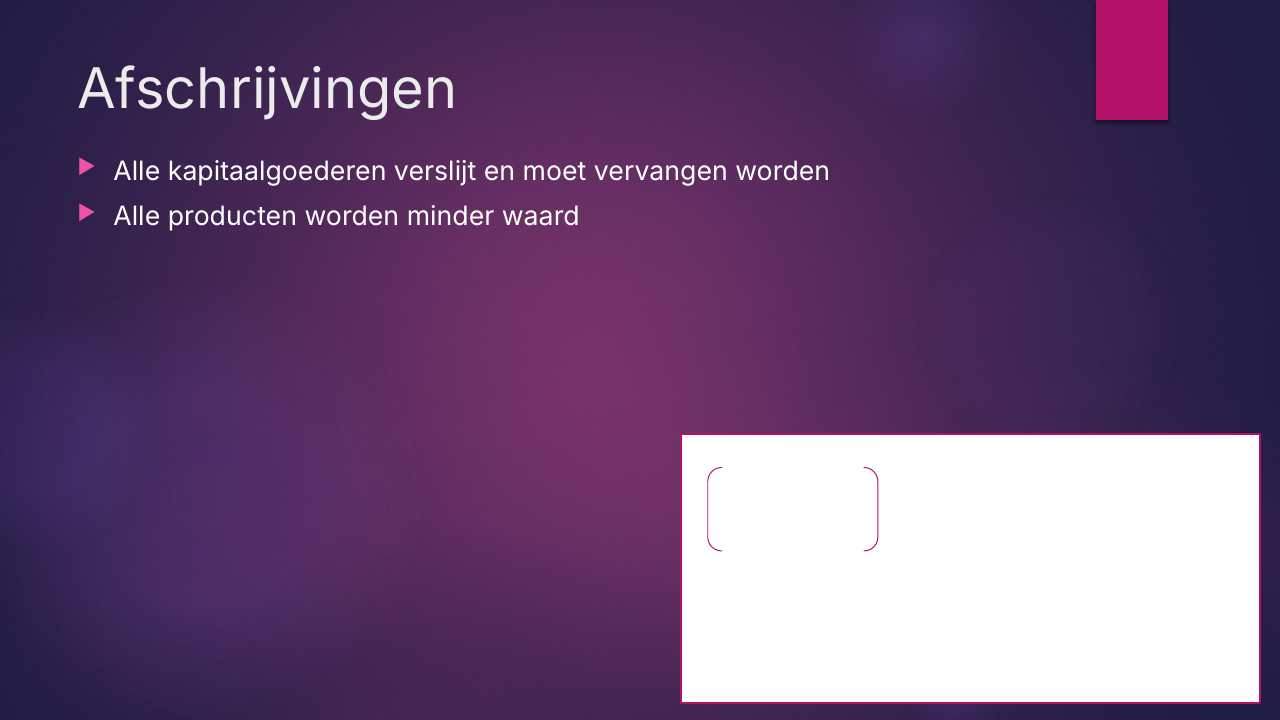 Afschrijvingen
Alle kapitaalgoederen verslijt en moet vervangen worden
Alle producten worden minder waard